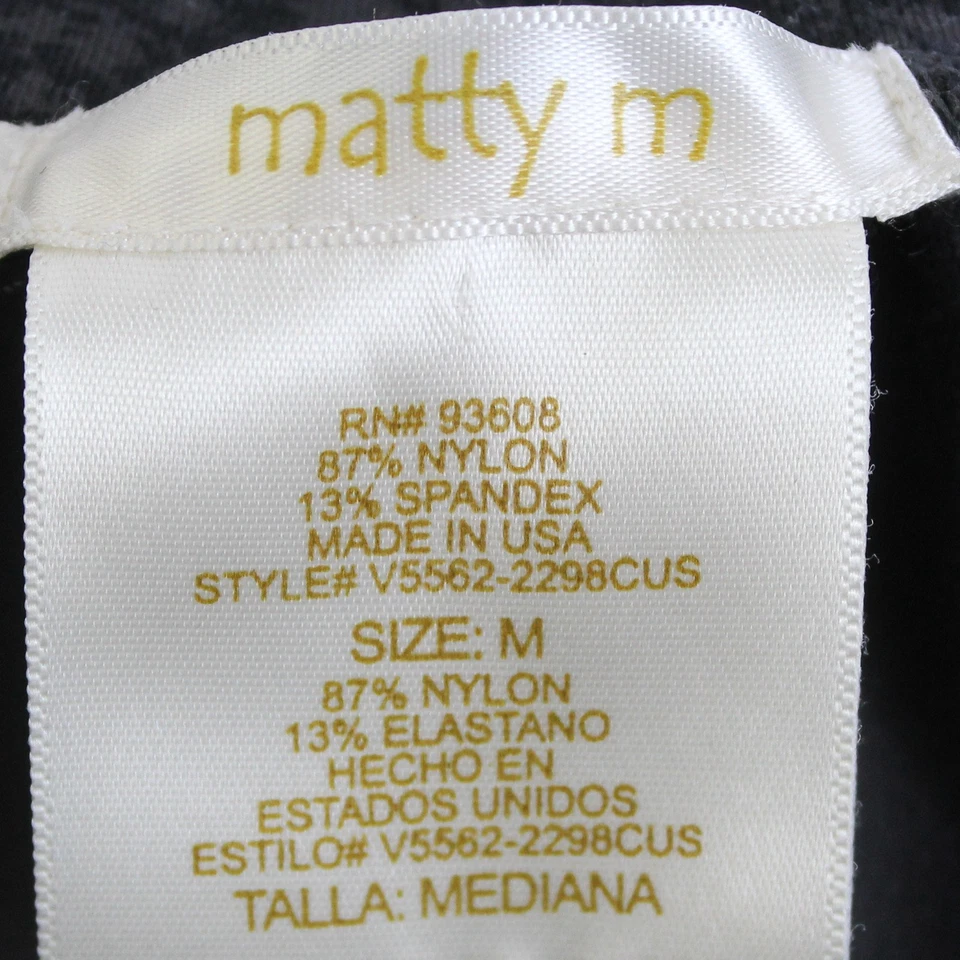 matty m
RN# 93608
87% NYLON
13% SPANDEX
MADE IN USA
STYLE# V5562-2298CUS
SIZE: M
87% NYLON
13% ELASTANO
HECHO EN
ESTADOS UNIDOS
ESTILO# V5562-2298CUS
TALLA: MEDIANA